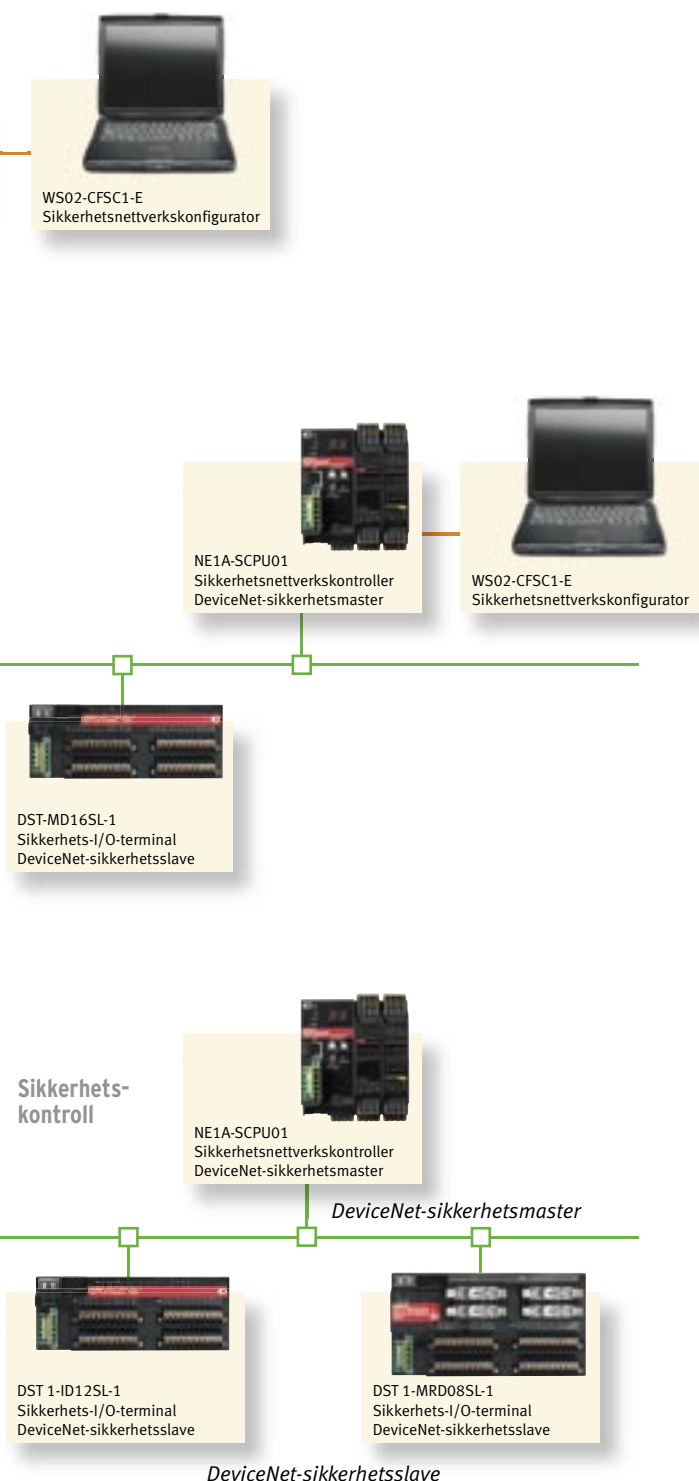 WS02-CFSC1-E
Sikkerhetsnettverkskonfigurator
NE1A-SCPU01
Sikkerhetsnettverkskontroller
DeviceNet-sikkerhetsmaster
WS02-CFSC1-E
Sikkerhetsnettverkskonfigurator
DST-MD16SL-1
Sikkerhets-I/O-terminal
DeviceNet-sikkerhetsslave
Sikkerhets-
kontroll
NE1A-SCPU01
Sikkerhetsnettverkskontroller
DeviceNet-sikkerhetsmaster
DeviceNet-sikkerhetsmaster
DST 1-ID12SL-1
Sikkerhets-I/O-terminal
DeviceNet-sikkerhetsslave
DST 1-MRD08SL-1
Sikkerhets-I/O-terminal
DeviceNet-sikkerhetsslave
DeviceNet-sikkerhetsslave